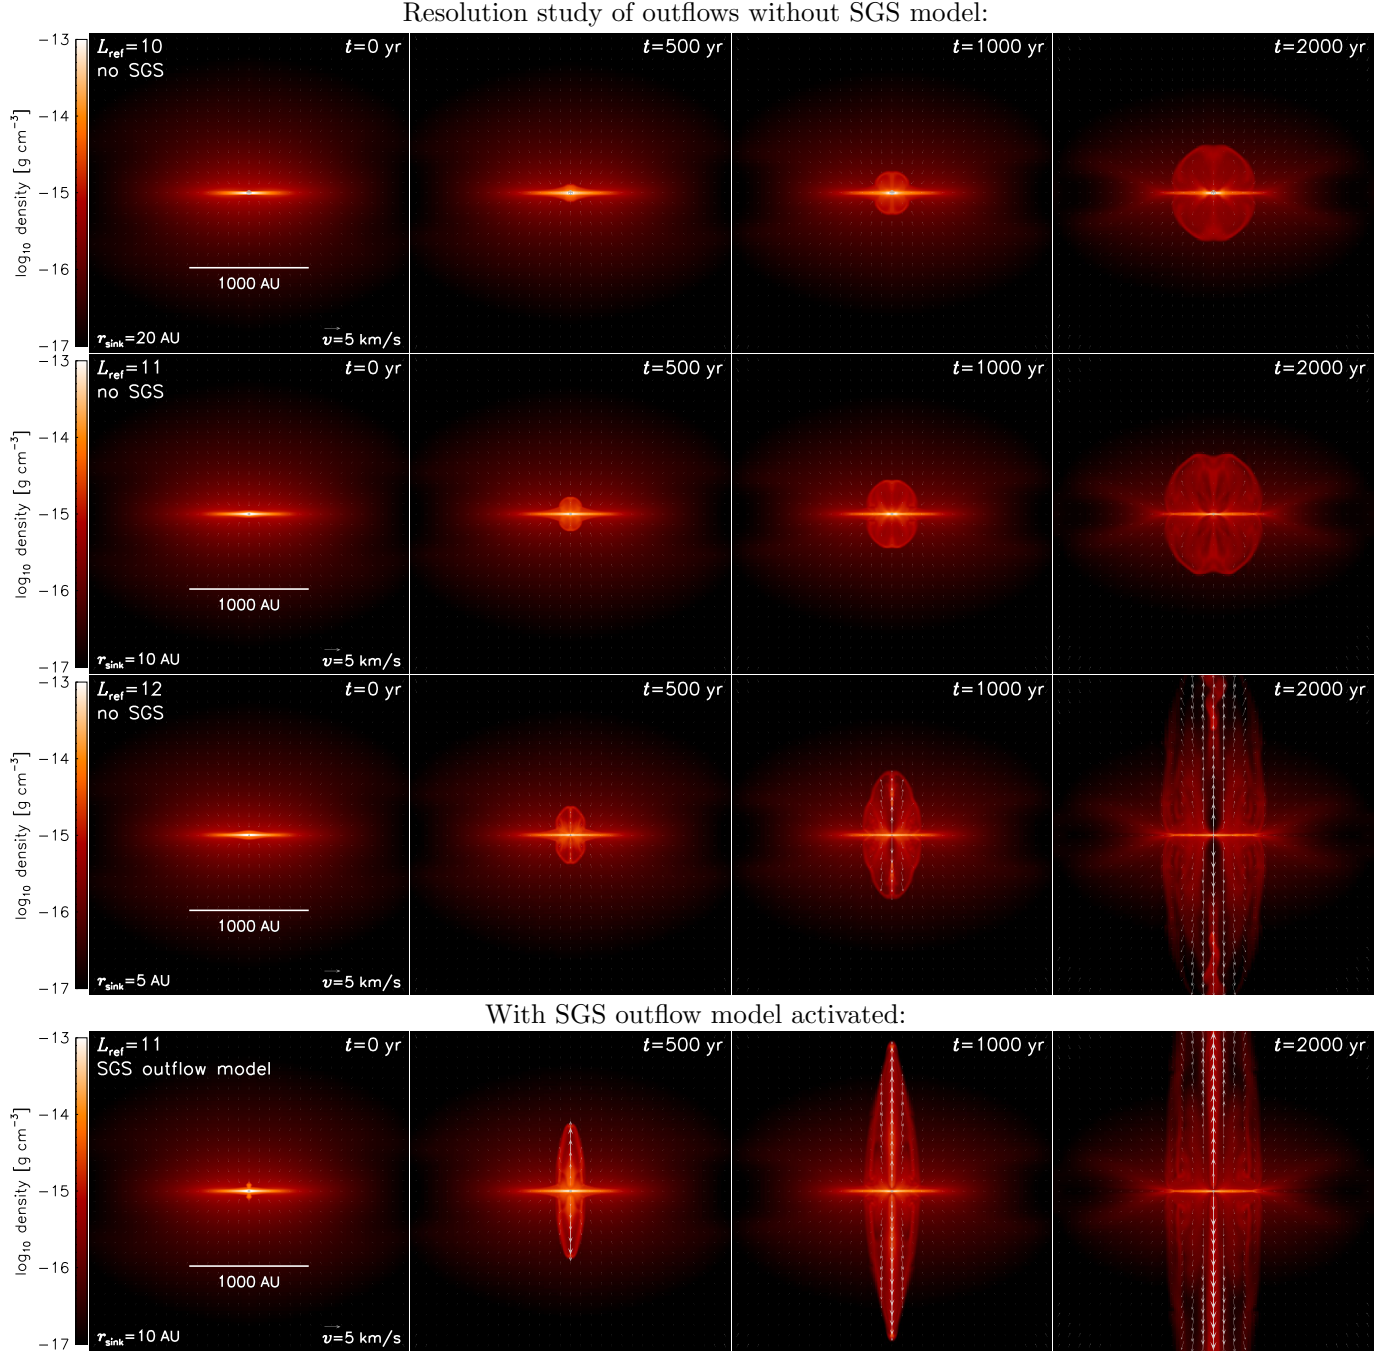 Resolution study of outflows without SGS model:
−13
−14
−15
−16
−17
log₁₀ density [g cm⁻³]
L_ref=10
no SGS
t=0 yr
1000 AU
r_sink=20 AU
v=5 km/s
t=500 yr
t=1000 yr
t=2000 yr
−13
−14
−15
−16
−17
log₁₀ density [g cm⁻³]
L_ref=11
no SGS
t=0 yr
1000 AU
r_sink=10 AU
v=5 km/s
t=500 yr
t=1000 yr
t=2000 yr
−13
−14
−15
−16
−17
log₁₀ density [g cm⁻³]
L_ref=12
no SGS
t=0 yr
1000 AU
r_sink=5 AU
v=5 km/s
t=500 yr
t=1000 yr
t=2000 yr
With SGS outflow model activated:
−13
−14
−15
−16
−17
log₁₀ density [g cm⁻³]
L_ref=11
SGS outflow model
t=0 yr
1000 AU
r_sink=10 AU
v=5 km/s
t=500 yr
t=1000 yr
t=2000 yr